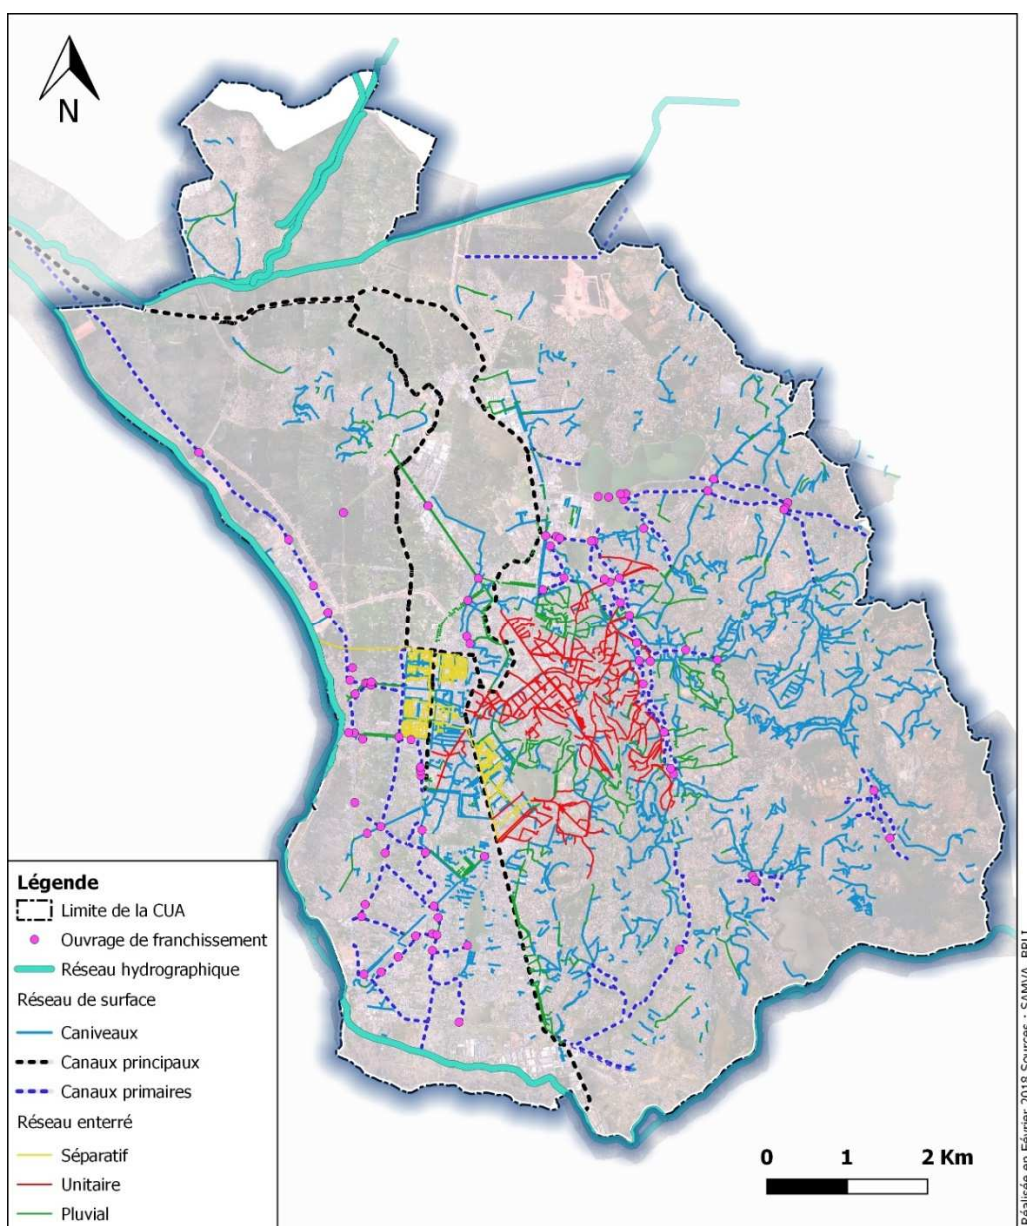 N
Légende
Limite de la CUA
Ouvrage de franchissement
Réseau hydrographique
Réseau de surface
Caniveaux
Canaux principaux
Canaux primaires
Réseau enterré
Séparatif
Unitaire
Pluvial
0 1 2 Km
Réalisée en Février 2018 Sources : SAMVA, BPPI